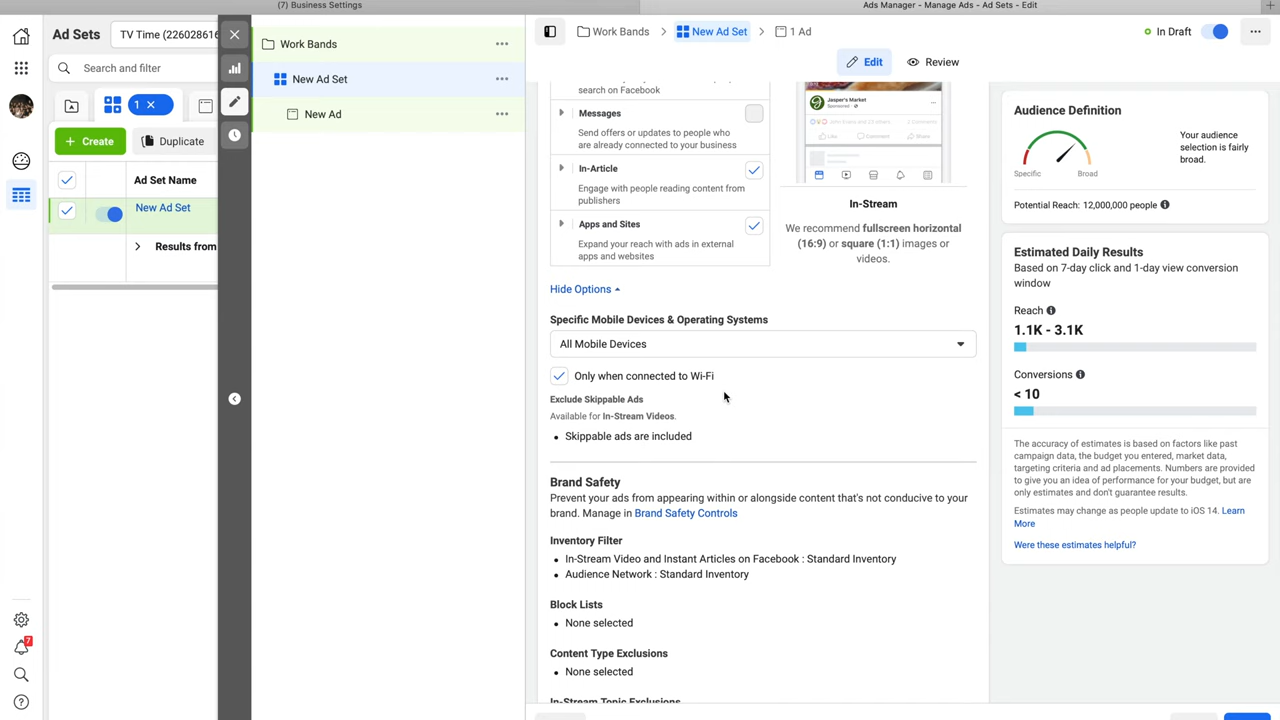 (7) Business Settings
Ads Manager - Manage Ads - Ad Sets - Edit
Ad Sets
TV Time (22602816
Search and filter
1
Create
Duplicate
Ad Set Name
New Ad Set
Results from
7
Work Bands
New Ad Set
New Ad
Work Bands
New Ad Set
1 Ad
In Draft
Edit
Review
search on Facebook
Messages
Send offers or updates to people who
are already connected to your business
In-Article
Engage with people reading content from
publishers
Apps and Sites
Expand your reach with ads in external
apps and websites
Jasper's Market
In-Stream
We recommend fullscreen horizontal
(16:9) or square (1:1) images or
videos.
Hide Options
Specific Mobile Devices & Operating Systems
All Mobile Devices
Only when connected to Wi-Fi
Exclude Skippable Ads
Available for In-Stream Videos.
Skippable ads are included
Brand Safety
Prevent your ads from appearing within or alongside content that's not conducive to your
brand. Manage in Brand Safety Controls
Inventory Filter
In-Stream Video and Instant Articles on Facebook : Standard Inventory
Audience Network : Standard Inventory
Block Lists
None selected
Content Type Exclusions
None selected
In-Stream Topic Exclusions
Audience Definition
Specific
Broad
Your audience
selection is fairly
broad.
Potential Reach: 12,000,000 people
Estimated Daily Results
Based on 7-day click and 1-day view conversion
window
Reach
1.1K - 3.1K
Conversions
< 10
The accuracy of estimates is based on factors like past
campaign data, the budget you entered, market data,
targeting criteria and ad placements. Numbers are provided
to give you an idea of performance for your budget, but are
only estimates and don't guarantee results.
Estimates may change as people update to iOS 14. Learn
More
Were these estimates helpful?